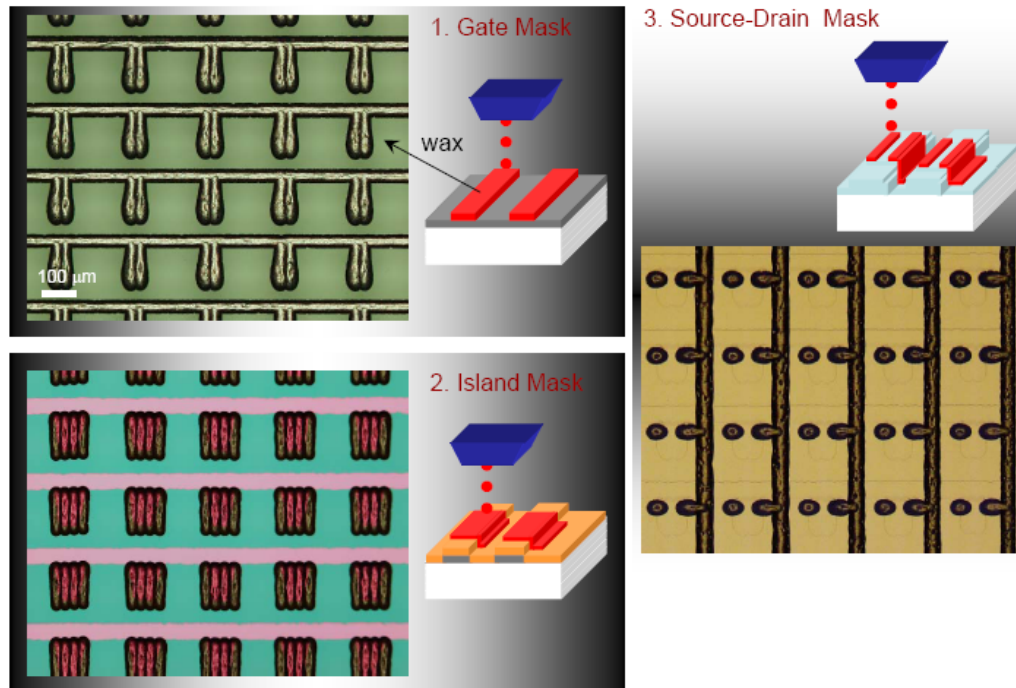 1. Gate Mask
wax
100 μm
2. Island Mask
3. Source-Drain Mask